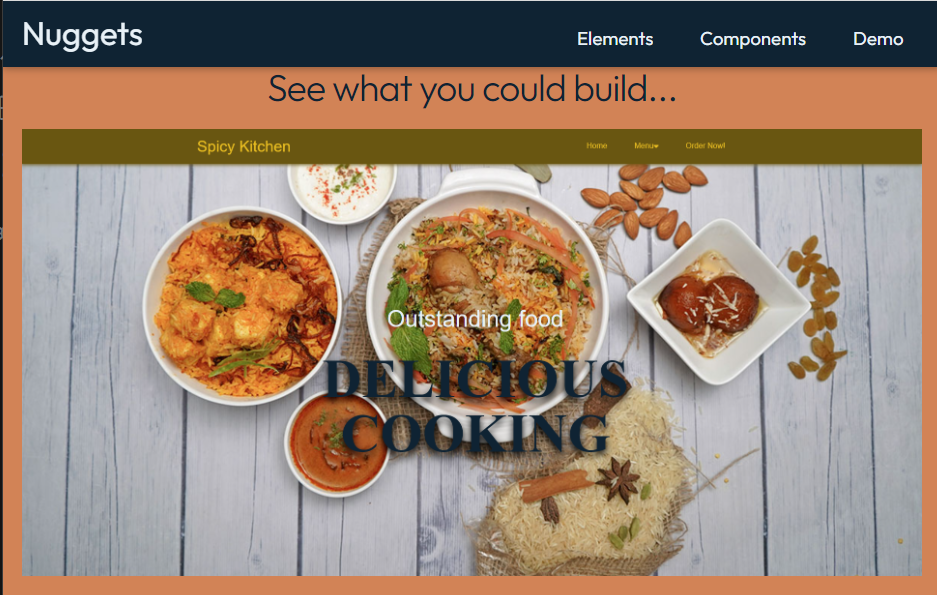 Nuggets
Elements Components Demo
See what you could build...
Spicy Kitchen
Home Menu▾ Order Now!
Outstanding food
DELICIOUS
COOKING